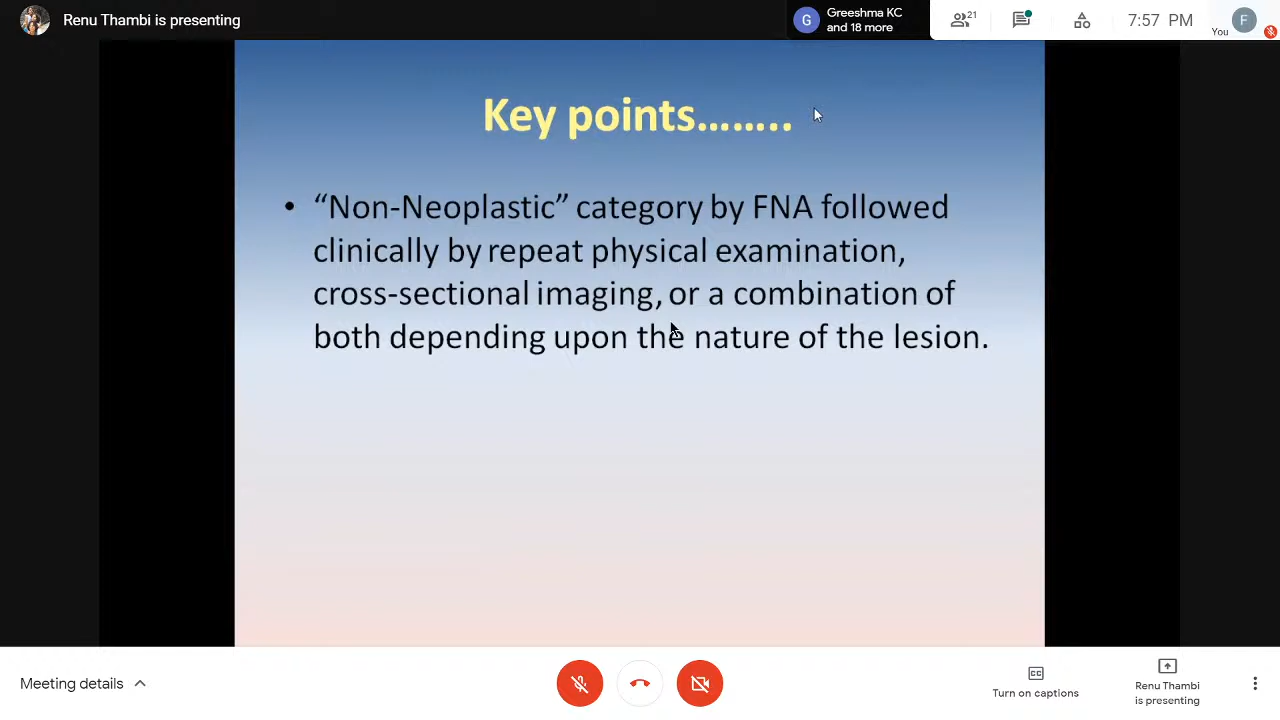 Renu Thambi is presenting
G
Greeshma KC
and 18 more
21
7:57 PM
You
F
Key points........
• “Non-Neoplastic” category by FNA followed
clinically by repeat physical examination,
cross-sectional imaging, or a combination of
both depending upon the nature of the lesion.
Meeting details
CC
Turn on captions
Renu Thambi
is presenting